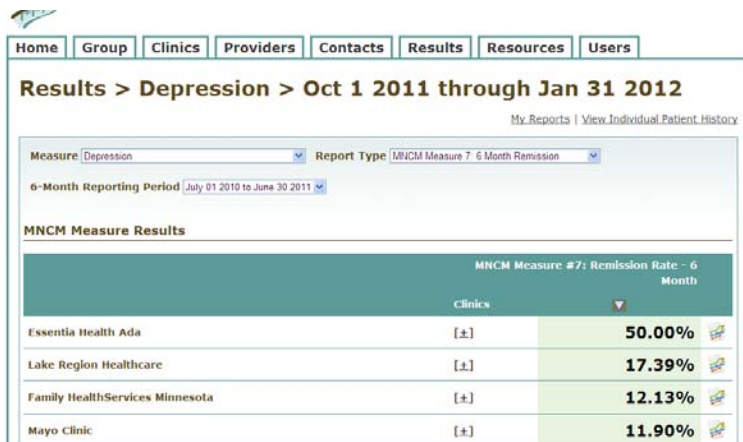 Home Group Clinics Providers Contacts Results Resources Users
Results > Depression > Oct 1 2011 through Jan 31 2012
My Reports | View Individual Patient History
Measure Depression Report Type MNCM Measure 7: 6 Month Remission
6-Month Reporting Period July 01 2010 to June 30 2011
MNCM Measure Results
MNCM Measure #7: Remission Rate - 6
Month
Clinics
Essentia Health Ada [+] 50.00%
Lake Region Healthcare [+] 17.39%
Family HealthServices Minnesota [+] 12.13%
Mayo Clinic [+] 11.90%